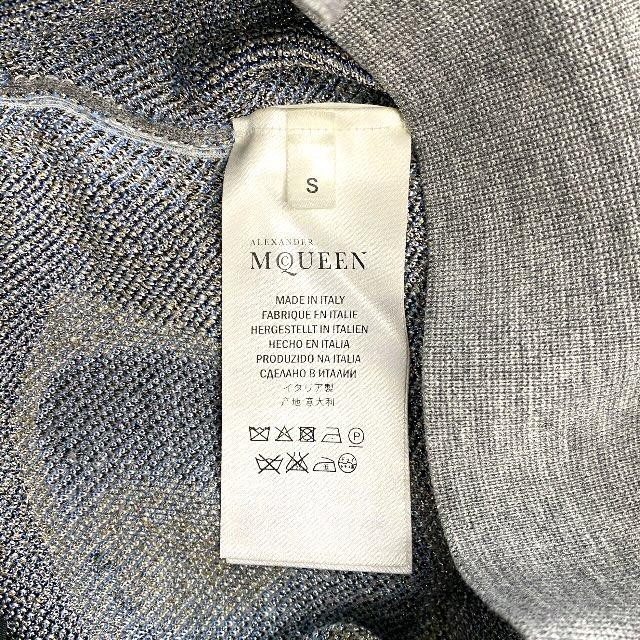 S
ALEXANDER
MCQUEEN
MADE IN ITALY
FABRIQUE EN ITALIE
HERGESTELLT IN ITALIEN
HECHO EN ITALIA
PRODUZIDO NA ITALIA
СДЕЛАНО В ИТАЛИИ
イタリア製
产地 意大利
P